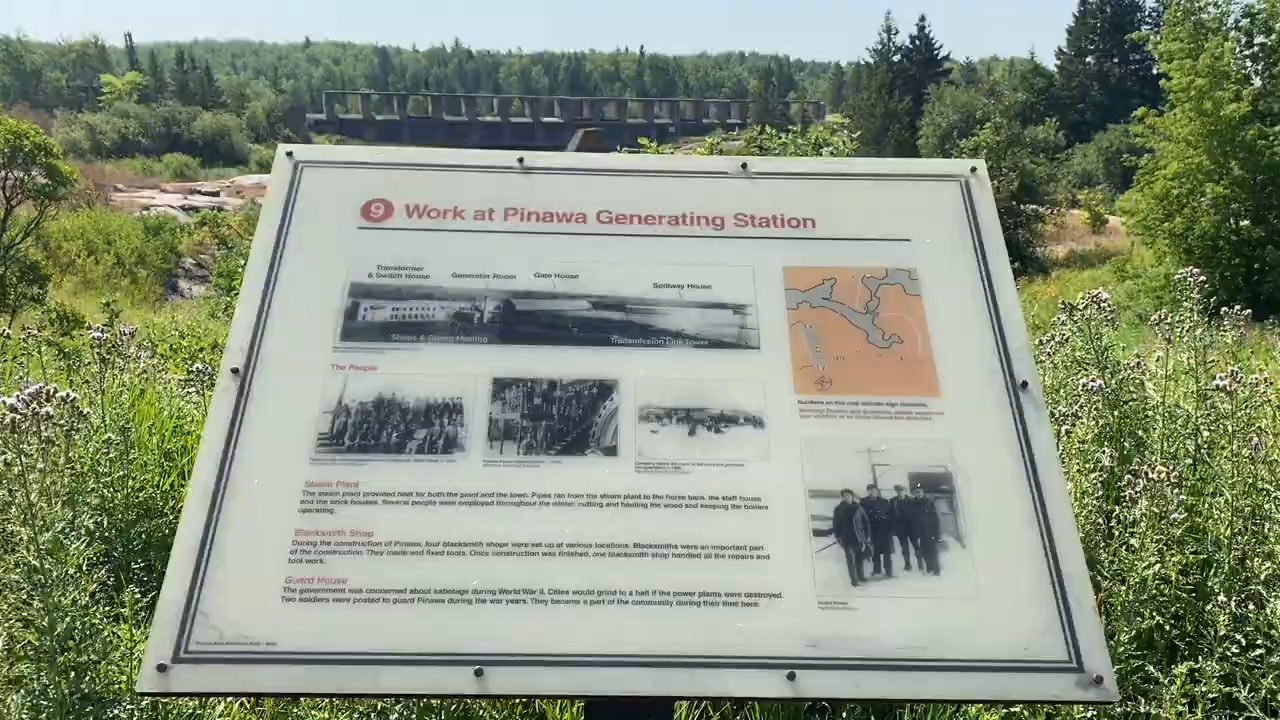 9 Work at Pinawa Generating Station
Transformer
& Switch House
Generator Room
Gate House
Spillway House
Transmission Line Tower
The People
Numbers on this map indicate sign locations.
Steam Plant
The steam plant provided heat for both the plant and the town. Pipes ran from the steam plant to the horse barn, the staff house
and the brick houses. Several people were employed throughout the winter, cutting and hauling the wood and keeping the boilers
operating.
Blacksmith Shop
During the construction of Pinawa, four blacksmith shops were set up at various locations. Blacksmiths were an important part
of the construction. They made and fixed tools. Once construction was finished, one blacksmith shop handled all the repairs and
tool work.
Guard House
The government was concerned about sabotage during World War II. Cities would grind to a halt if the power plants were destroyed.
Two soldiers were posted to guard Pinawa during the war years. They became a part of the community during their time here.